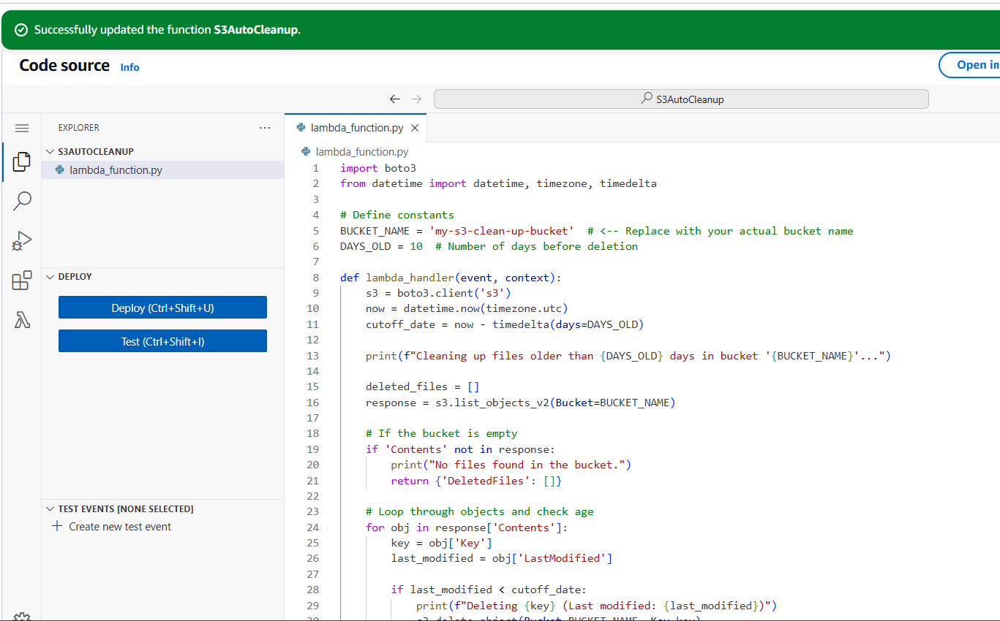 Successfully updated the function S3AutoCleanup.
Code source Info
Open in
S3AutoCleanup
EXPLORER ...
S3AUTOCLEANUP
lambda_function.py
DEPLOY
Deploy (Ctrl+Shift+U)
Test (Ctrl+Shift+I)
TEST EVENTS [NONE SELECTED]
+ Create new test event
lambda_function.py ×
lambda_function.py
1 import boto3
2 from datetime import datetime, timezone, timedelta
3
4 # Define constants
5 BUCKET_NAME = 'my-s3-clean-up-bucket'  # <-- Replace with your actual bucket name
6 DAYS_OLD = 10  # Number of days before deletion
7
8 def lambda_handler(event, context):
9     s3 = boto3.client('s3')
10     now = datetime.now(timezone.utc)
11     cutoff_date = now - timedelta(days=DAYS_OLD)
12
13     print(f"Cleaning up files older than {DAYS_OLD} days in bucket '{BUCKET_NAME}'...")
14
15     deleted_files = []
16     response = s3.list_objects_v2(Bucket=BUCKET_NAME)
17
18     # If the bucket is empty
19     if 'Contents' not in response:
20         print("No files found in the bucket.")
21         return {'DeletedFiles': []}
22
23     # Loop through objects and check age
24     for obj in response['Contents']:
25         key = obj['Key']
26         last_modified = obj['LastModified']
27
28         if last_modified < cutoff_date:
29             print(f"Deleting {key} (Last modified: {last_modified})")
30             s3.delete_object(Bucket=BUCKET_NAME, Key=key)